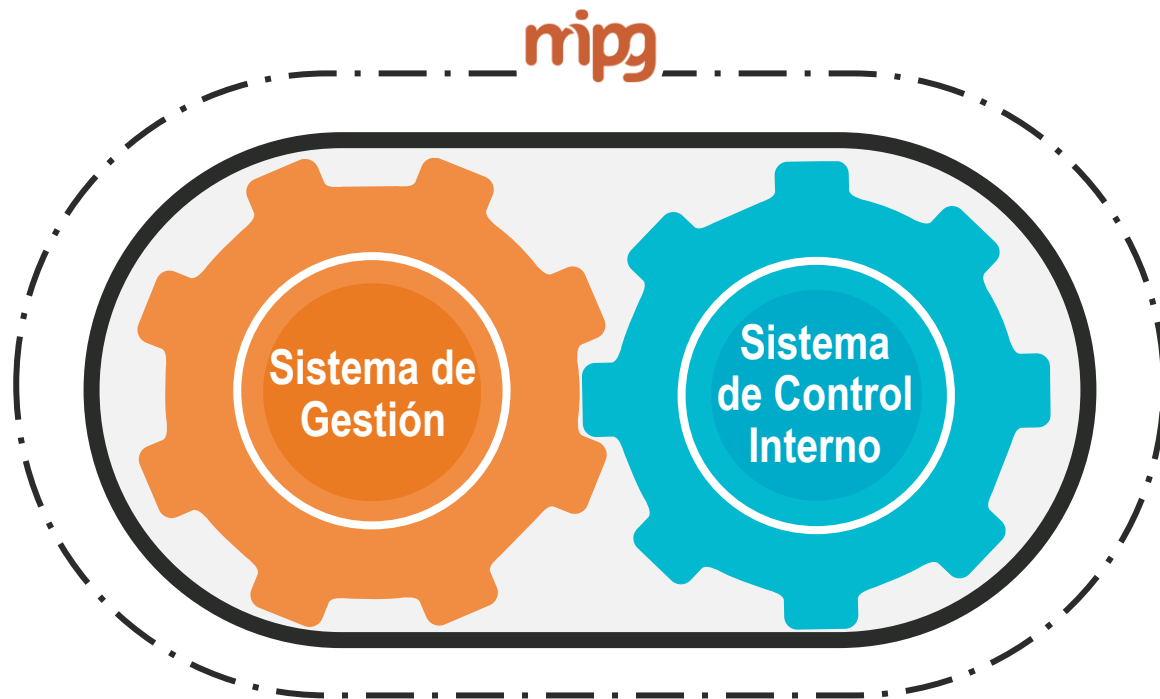 mipg
Sistema de
Gestión
Sistema
de Control
Interno